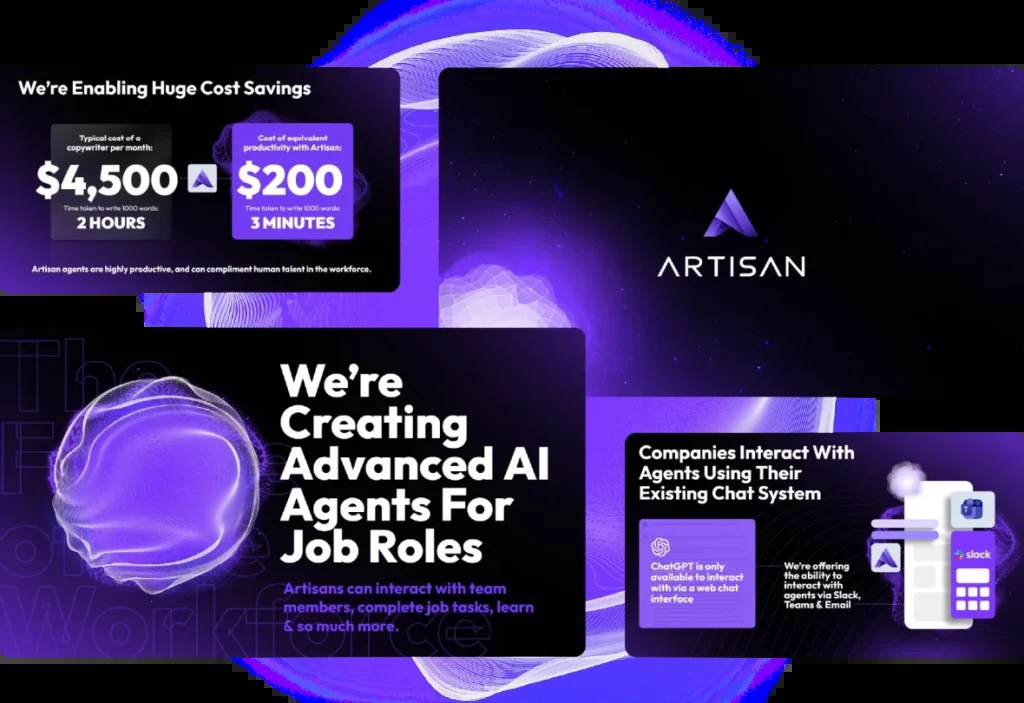 We're Enabling Huge Cost Savings
Typical cost of a
copywriter per month:
$4,500
Time taken to write 1000 words:
2 HOURS
Cost of equivalent
productivity with Artisan:
$200
Time taken to write 1000 words:
3 MINUTES
Artisan agents are highly productive, and can compliment human talent in the workforce.
ARTISAN
The
Future
of the
Workforce
We're
Creating
Advanced AI
Agents For
Job Roles
Artisans can interact with team
members, complete job tasks, learn
& so much more.
Companies Interact With
Agents Using Their
Existing Chat System
ChatGPT is only
available to interact
with via a web chat
interface
We're offering
the ability to
interact with
agents via Slack,
Teams & Email
slack